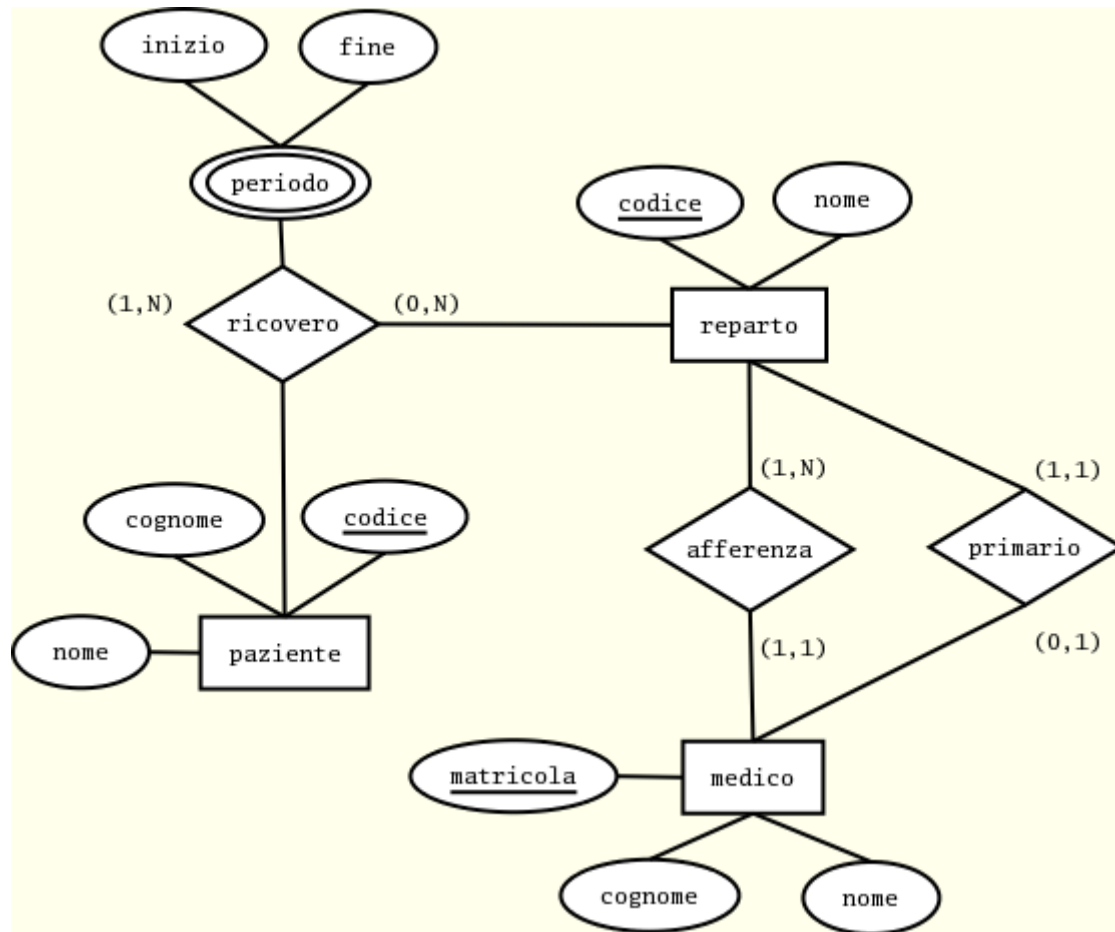 inizio fine
periodo
codice nome
(1,N) ricovero (0,N) reparto
(1,N) (1,1)
cognome codice
afferenza primario
nome paziente
(1,1) (0,1)
matricola medico
cognome nome